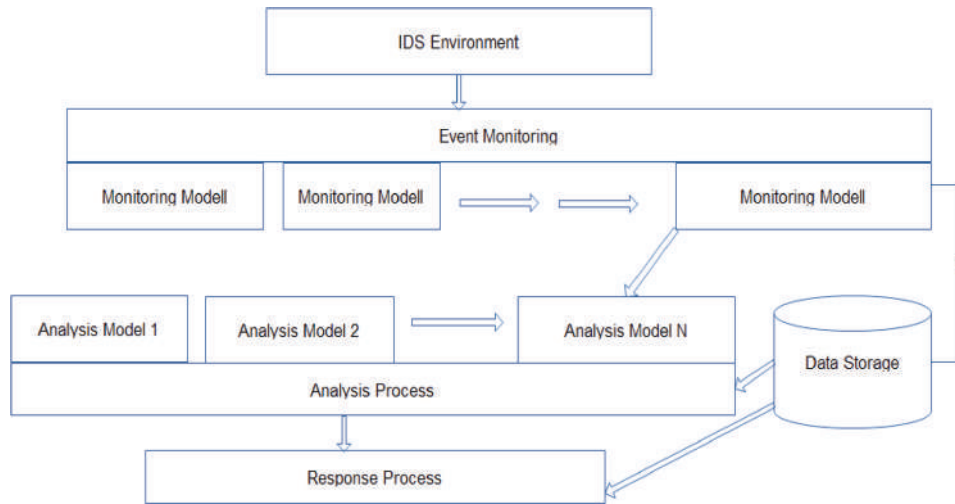 IDS Environment
Event Monitoring
Monitoring Modell
Monitoring Modell
Monitoring Modell
Analysis Model 1
Analysis Model 2
Analysis Model N
Data Storage
Analysis Process
Response Process